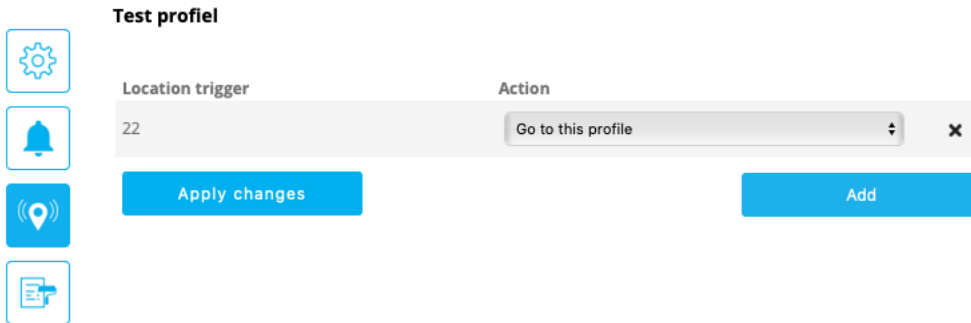 Test profiel
Location trigger Action
22 Go to this profile
Apply changes Add